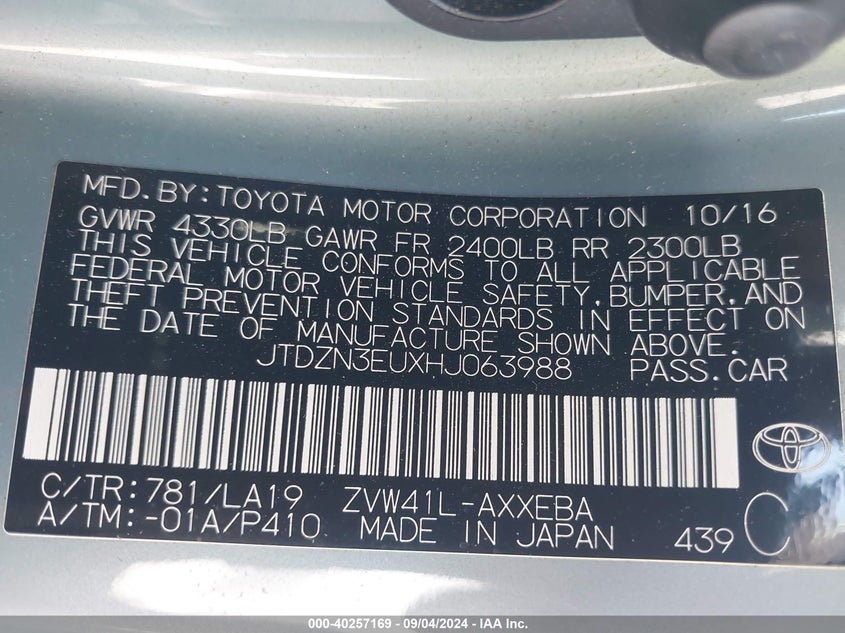 MFD.BY:TOYOTA MOTOR CORPORATION 10/16
GVWR 4330LB GAWR FR 2400LB RR 2300LB
THIS VEHICLE CONFORMS TO ALL APPLICABLE
FEDERAL MOTOR VEHICLE SAFETY,BUMPER,AND
THEFT PREVENTION STANDARDS IN EFFECT ON
THE DATE OF MANUFACTURE SHOWN ABOVE.
JTDZN3EUXHJ063988 PASS.CAR
C/TR:781/LA19 ZVW41L-AXXEBA
A/TM:-01A/P410 MADE IN JAPAN 439 C
000-40257169 - 09/04/2024 - IAA Inc.